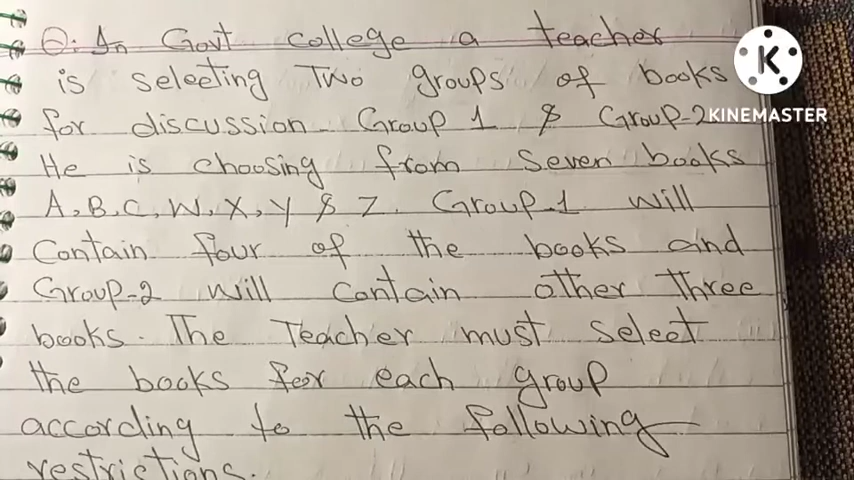 Q: In Govt college a teacher
is selecting Two groups of books
for discussion Group 1 & Group-2
He is choosing from seven books
A, B, C, W, X, Y & Z. Group-1 will
Contain four of the books and
Group-2 will contain other three
books. The Teacher must select
the books for each group
according to the following
restrictions.
K
KINEMASTER